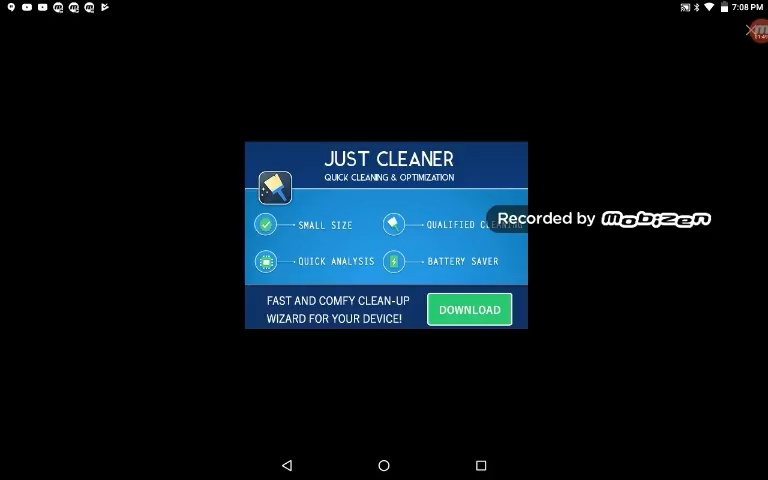 7:08 PM
JUST CLEANER
QUICK CLEANING & OPTIMIZATION
SMALL SIZE
QUALIFIED CLEANING
Recorded by Mobizen
QUICK ANALYSIS
BATTERY SAVER
FAST AND COMFY CLEAN-UP
WIZARD FOR YOUR DEVICE!
DOWNLOAD